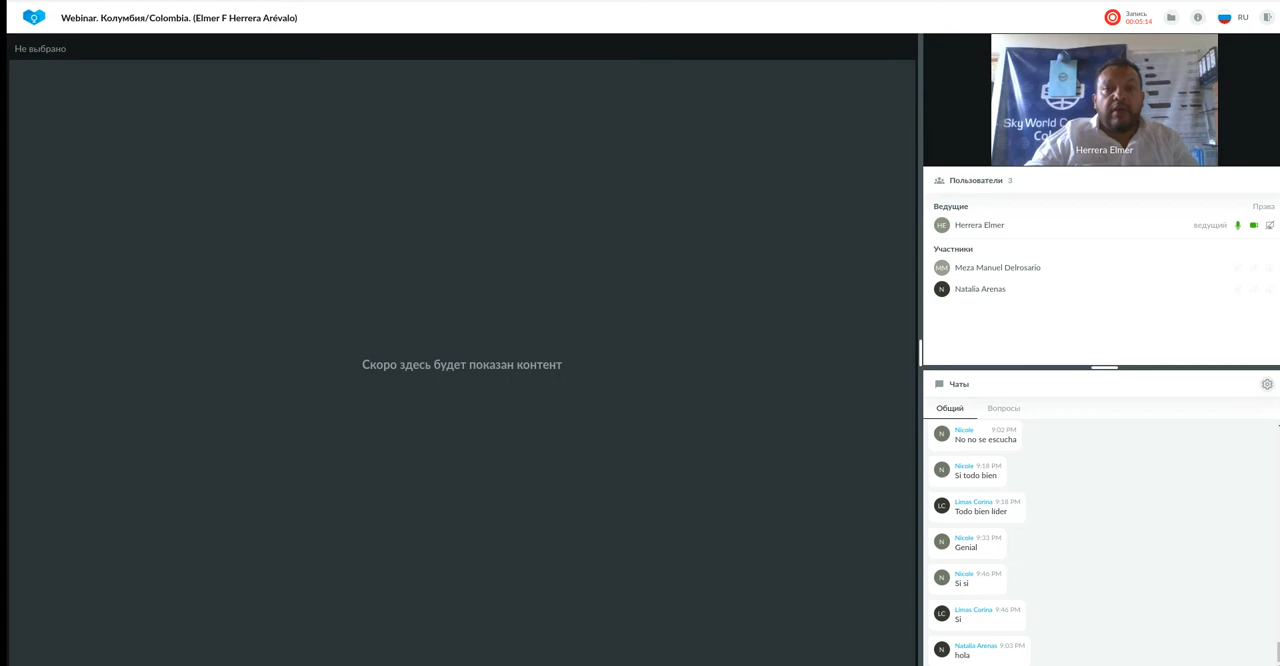 Webinar. Колумбия/Colombia. (Elmer F Herrera Arévalo)
Запись
00:05:14
RU
Не выбрано
Скоро здесь будет показан контент
Sky World C
Herrera Elmer
Пользователи 3
Ведущие Права
HE Herrera Elmer ведущий
Участники
MM Meza Manuel Delrosario
N Natalia Arenas
Чаты
Общий Вопросы
N Nicole 9:02 PM
No no se escucha
N Nicole 9:18 PM
Si todo bien
LC Limas Corina 9:18 PM
Todo bien líder
N Nicole 9:33 PM
Genial
N Nicole 9:46 PM
Si si
LC Limas Corina 9:46 PM
Si
N Natalia Arenas 9:03 PM
hola